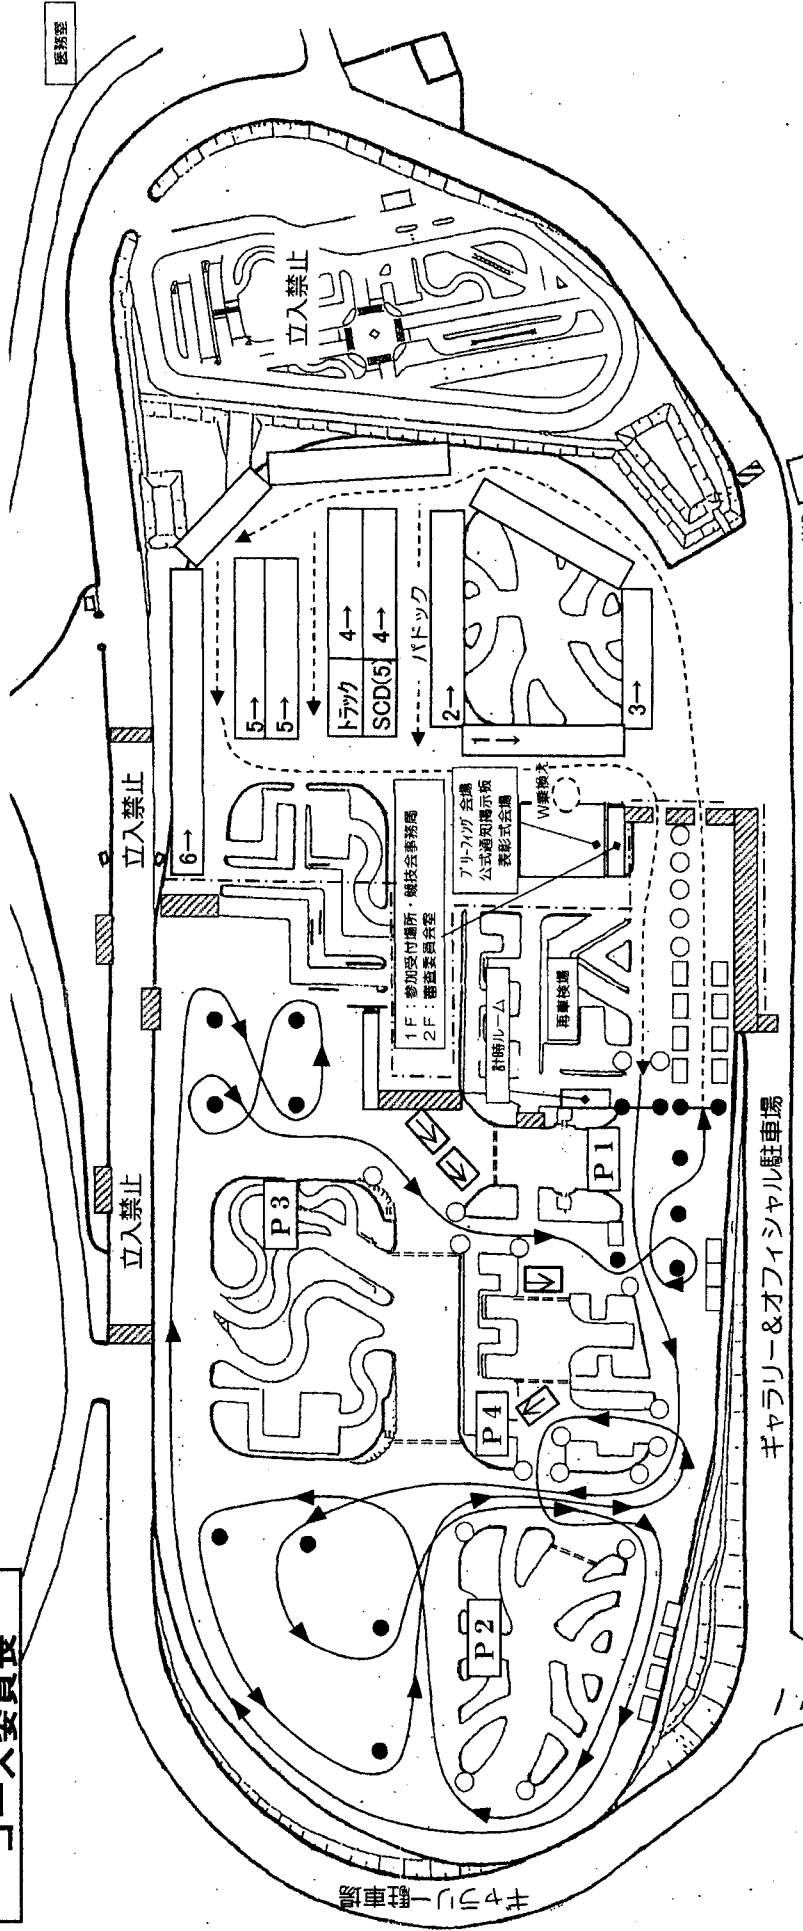 コース委員長
医務室
立入禁止
立入禁止
立入禁止
6→
5→
5→
トラック
4→
SCD(5)
4→
パドック
2→
1→
3→
W乗換え
ブリーフィング会場
公式通知掲示板
表彰式会場
1F：参加受付場所 競技会事務局
2F：審査委員会室
計時ルーム
再車検場
P1
P3
P4
P2
ギャラリー&オフィシャル駐車場
ギャラリー駐車場